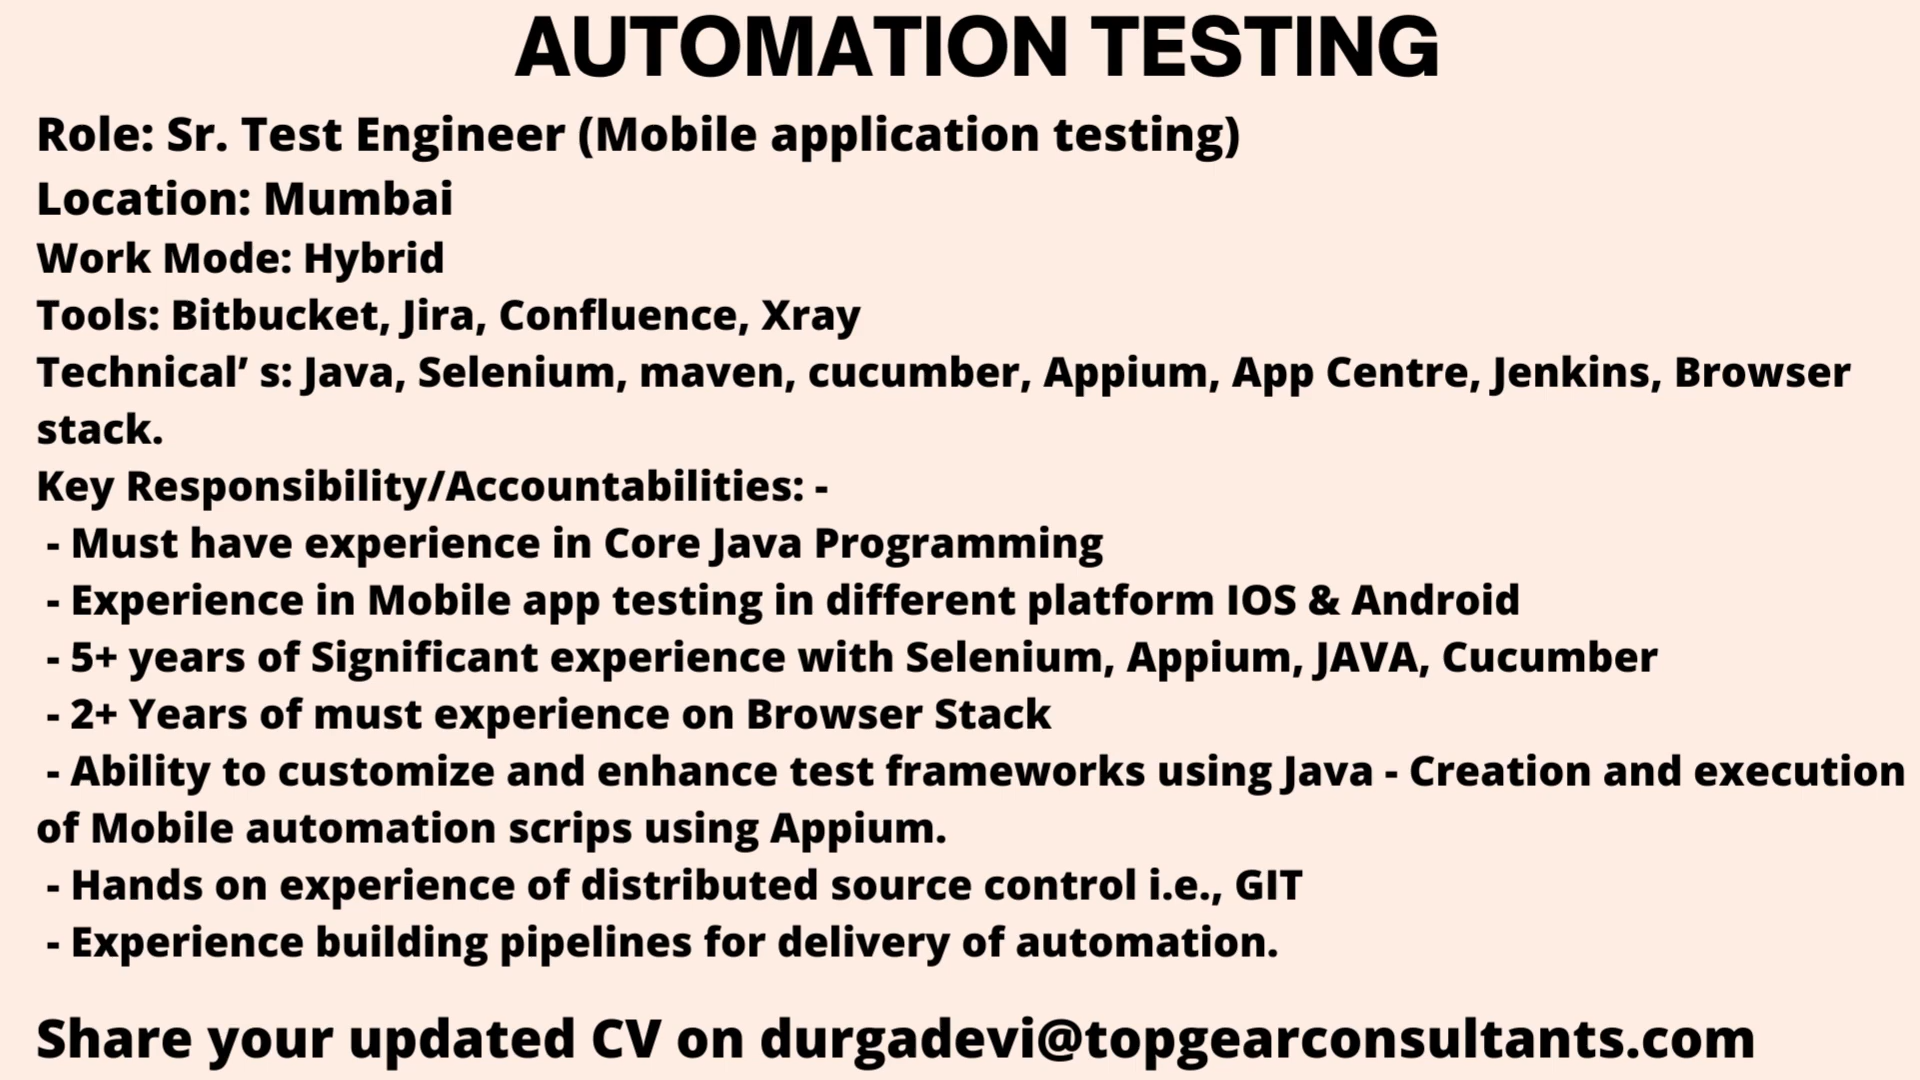 AUTOMATION TESTING
Role: Sr. Test Engineer (Mobile application testing)
Location: Mumbai
Work Mode: Hybrid
Tools: Bitbucket, Jira, Confluence, Xray
Technical’ s: Java, Selenium, maven, cucumber, Appium, App Centre, Jenkins, Browser
stack.
Key Responsibility/Accountabilities: -
- Must have experience in Core Java Programming
- Experience in Mobile app testing in different platform IOS & Android
- 5+ years of Significant experience with Selenium, Appium, JAVA, Cucumber
- 2+ Years of must experience on Browser Stack
- Ability to customize and enhance test frameworks using Java - Creation and execution
of Mobile automation scrips using Appium.
- Hands on experience of distributed source control i.e., GIT
- Experience building pipelines for delivery of automation.
Share your updated CV on durgadevi@topgearconsultants.com